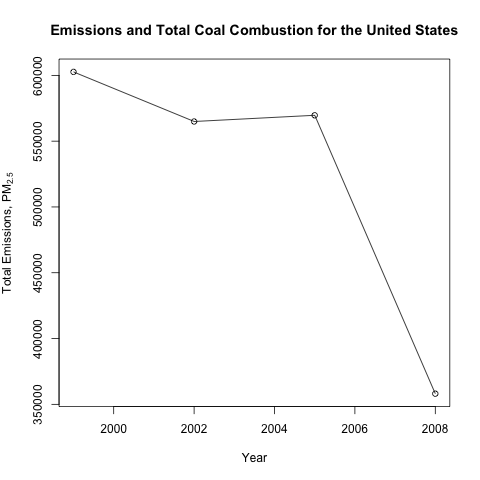 Emissions and Total Coal Combustion for the United States
Total Emissions, PM2.5
600000
550000
500000
450000
400000
350000
2000 2002 2004 2006 2008
Year